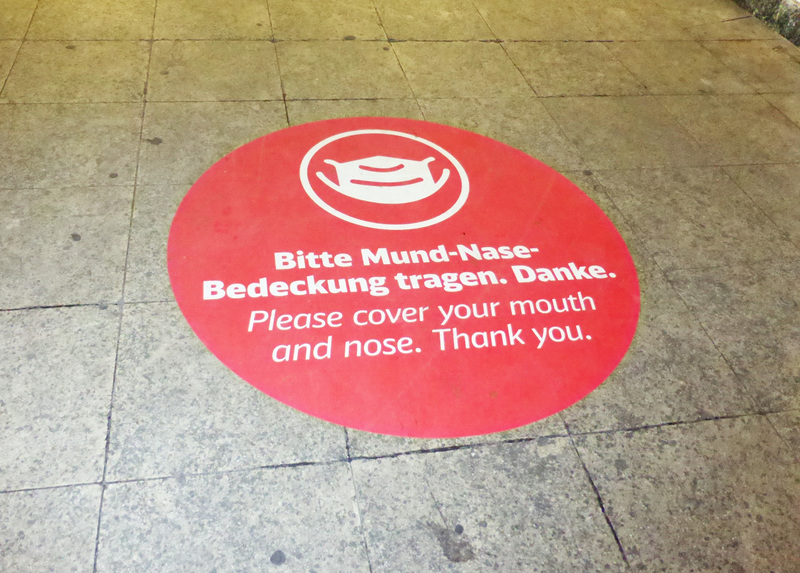 Bitte Mund-Nase-
Bedeckung tragen. Danke.
Please cover your mouth
and nose. Thank you.